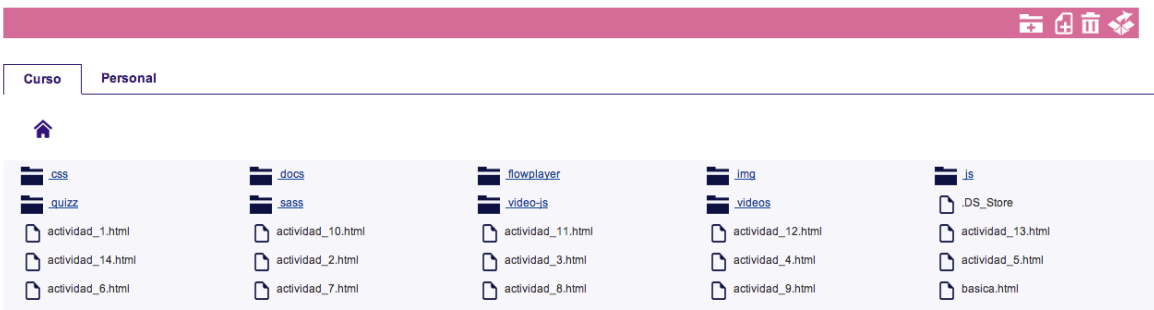 Curso Personal
css docs flowplayer img js
quizz sass video-js videos .DS_Store
actividad_1.html actividad_10.html actividad_11.html actividad_12.html actividad_13.html
actividad_14.html actividad_2.html actividad_3.html actividad_4.html actividad_5.html
actividad_6.html actividad_7.html actividad_8.html actividad_9.html basica.html